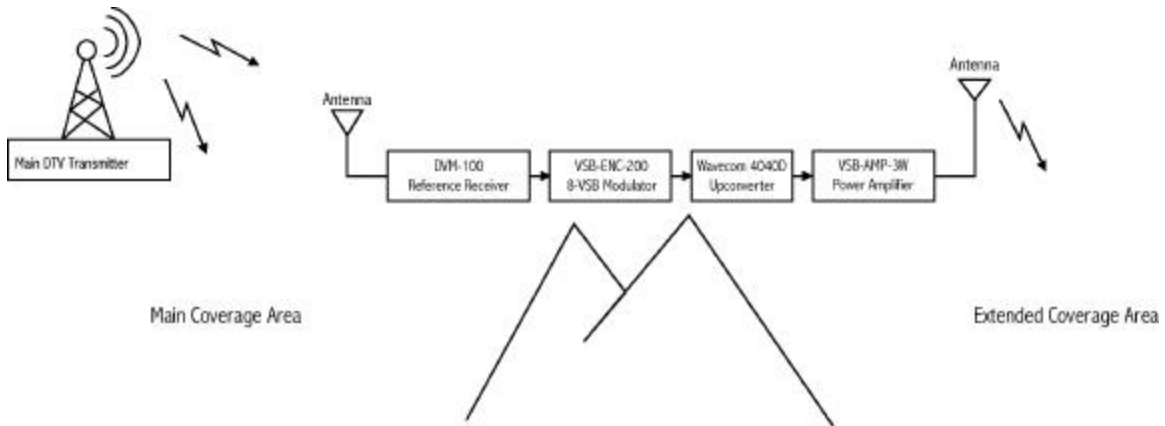 Antenna
Antenna
Main DTV Transmitter
DVM-100
Reference Receiver
VSB-ENC-200
8-VSB Modulator
Wavecom 4040D
Upconverter
VSB-AMP-3W
Power Amplifier
Main Coverage Area
Extended Coverage Area